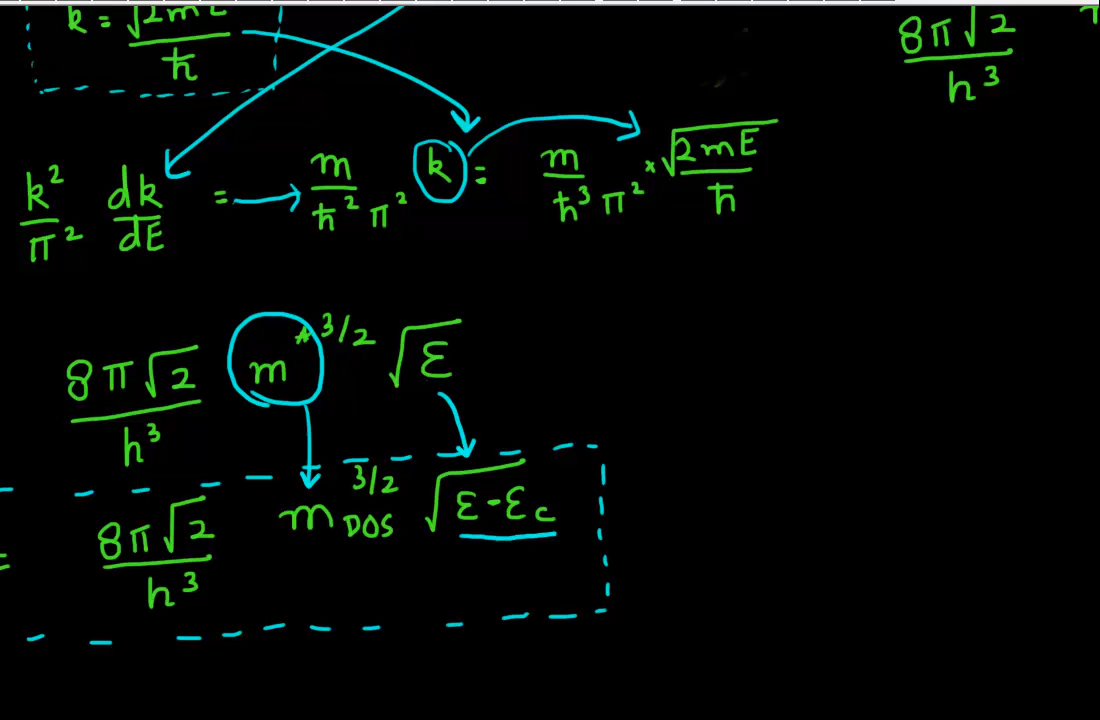 k = √2mE / ħ
8π√2 / h³
k²/π² dk/dE = → m/ħ²π² k = m/ħ³π² × √2mE / ħ
8π√2 / h³ m*^3/2 √ε
= 8π√2 / h³ m_DOS^3/2 √ε-ε_c